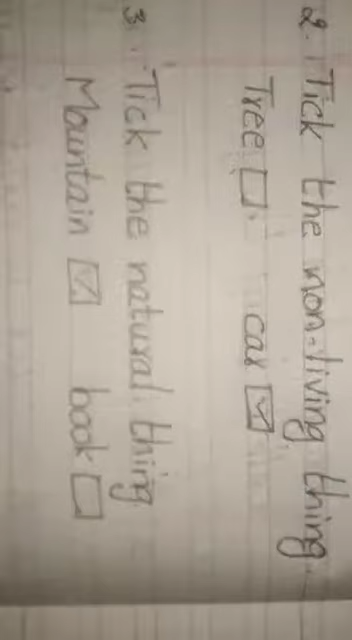 2. Tick the non-living thing.
Tree ☐. car ☑
3. Tick the natural thing
Mountain ☑ book ☐